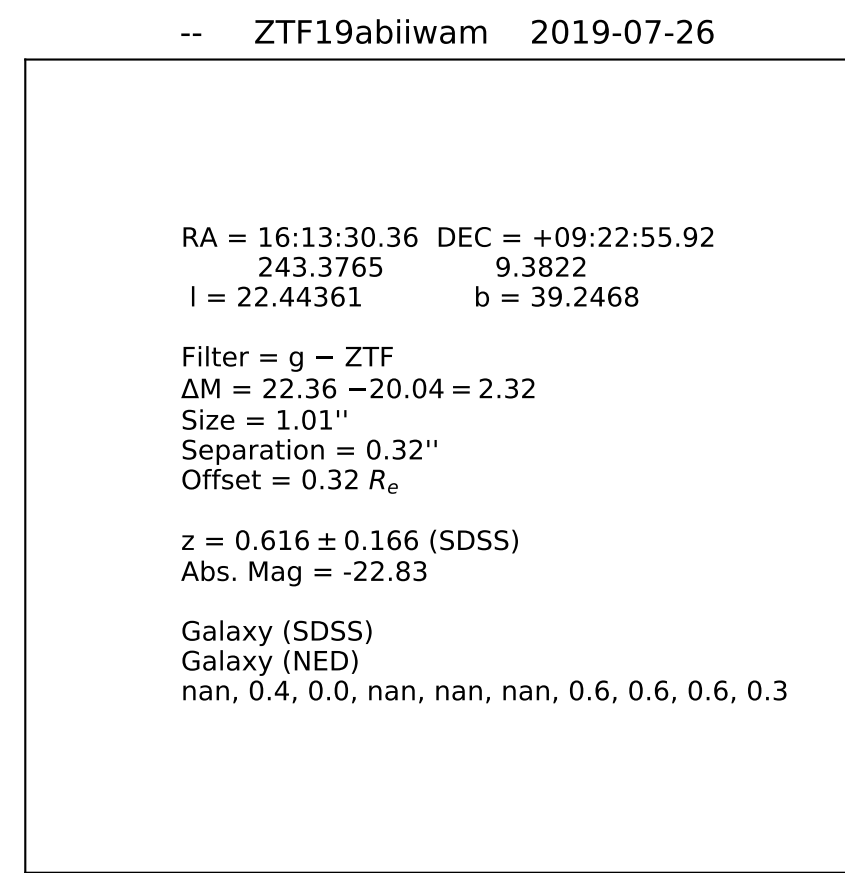 -- ZTF19abiiwam 2019-07-26
RA = 16:13:30.36 DEC = +09:22:55.92
243.3765 9.3822
l = 22.44361 b = 39.2468
Filter = g − ZTF
ΔM = 22.36 −20.04 = 2.32
Size = 1.01''
Separation = 0.32''
Offset = 0.32 Re
z = 0.616 ± 0.166 (SDSS)
Abs. Mag = -22.83
Galaxy (SDSS)
Galaxy (NED)
nan, 0.4, 0.0, nan, nan, nan, 0.6, 0.6, 0.6, 0.3